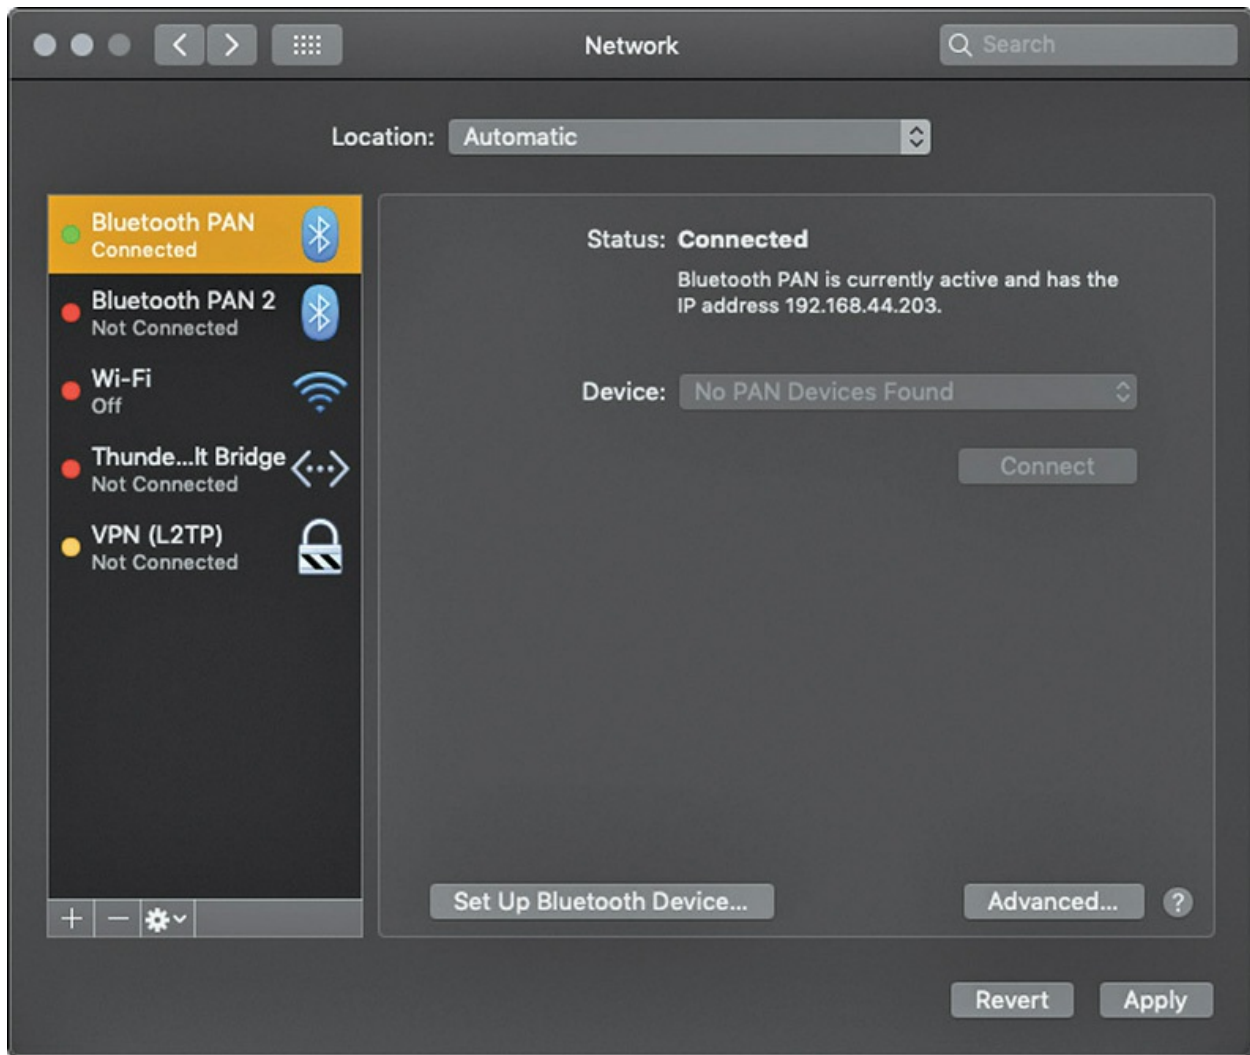 Network
Search
Location: Automatic
Bluetooth PAN
Connected
Bluetooth PAN 2
Not Connected
Wi-Fi
Off
Thunde...lt Bridge
Not Connected
VPN (L2TP)
Not Connected
Status: Connected
Bluetooth PAN is currently active and has the
IP address 192.168.44.203.
Device: No PAN Devices Found
Connect
Set Up Bluetooth Device...
Advanced...
?
Revert
Apply